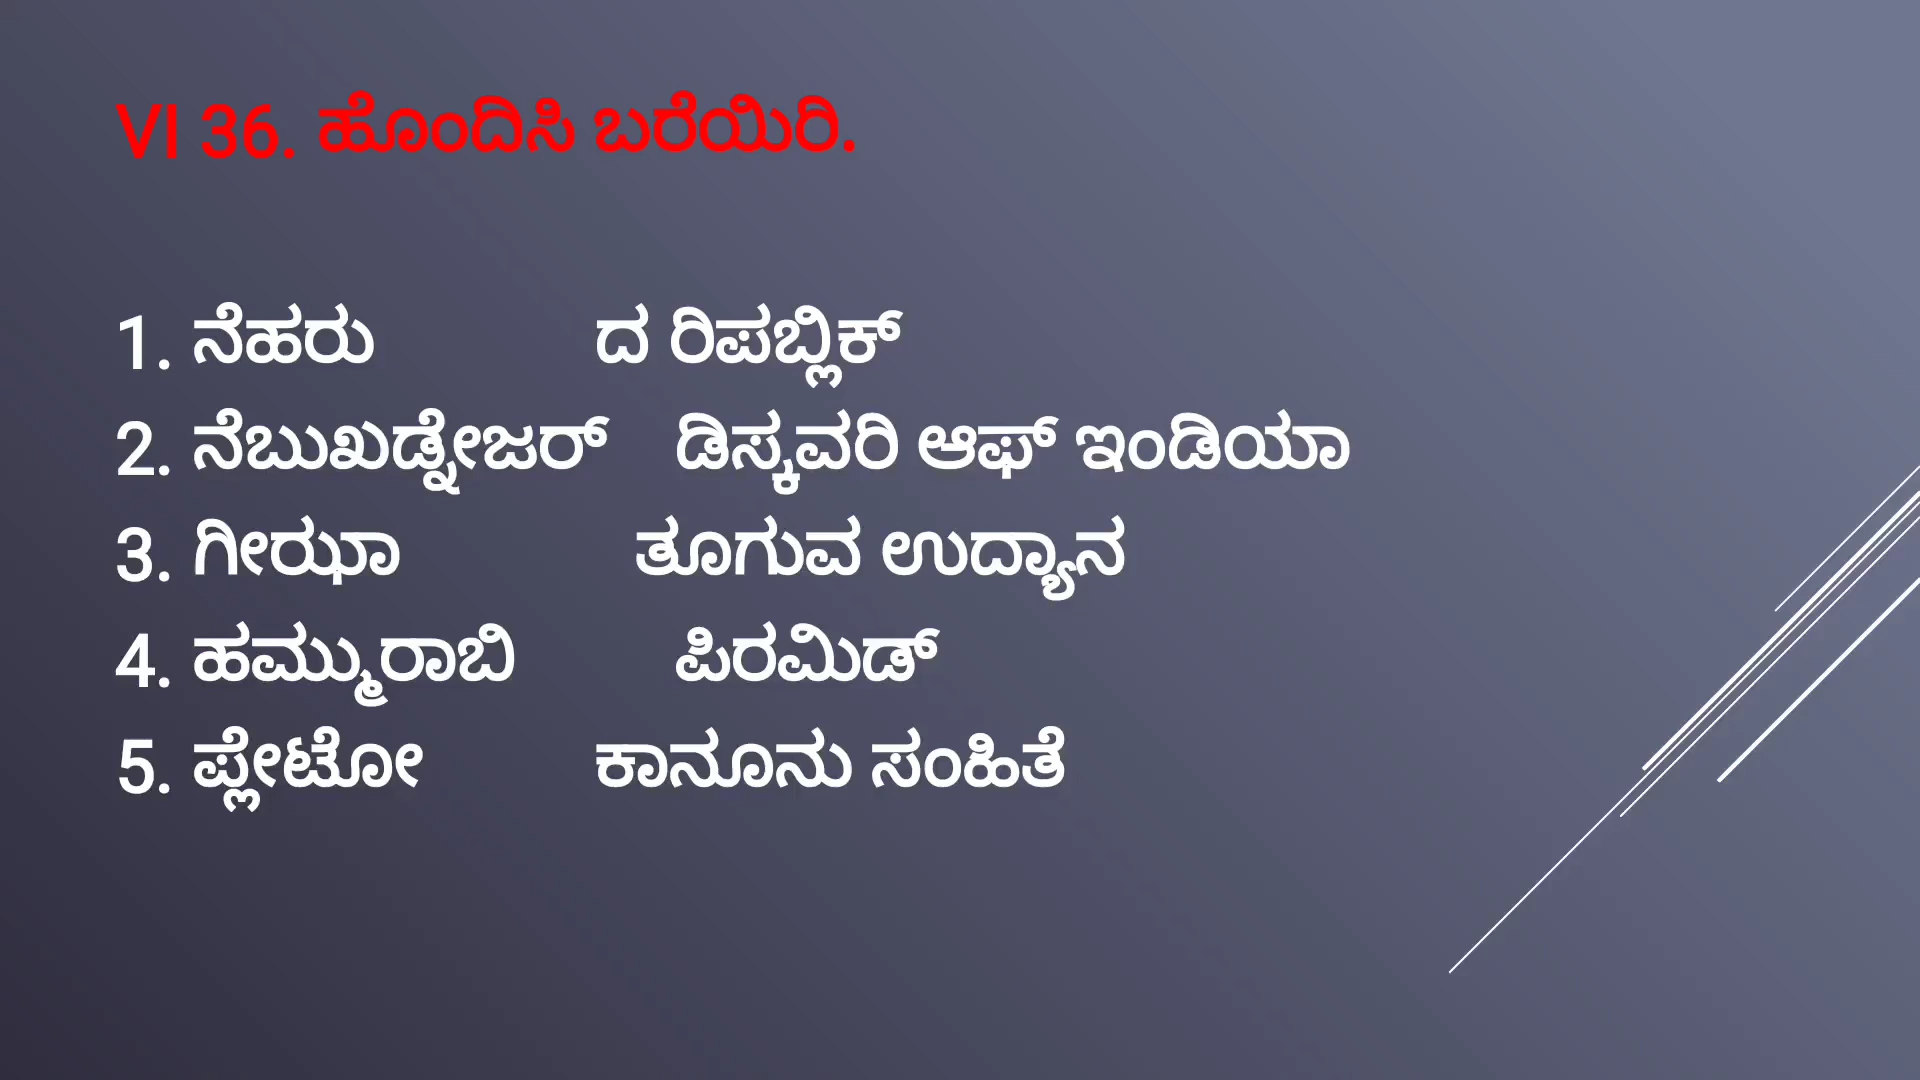 VI 36. ಹೊಂದಿಸಿ ಬರೆಯಿರಿ.
1. ನೆಹರು ದ ರಿಪಬ್ಲಿಕ್
2. ನೆಬುಖಡ್ನೇಜರ್ ಡಿಸ್ಕವರಿ ಆಫ್ ಇಂಡಿಯಾ
3. ಗೀಝಾ ತೂಗುವ ಉದ್ಯಾನ
4. ಹಮ್ಮುರಾಬಿ ಪಿರಮಿಡ್
5. ಪ್ಲೇಟೋ ಕಾನೂನು ಸಂಹಿತೆ